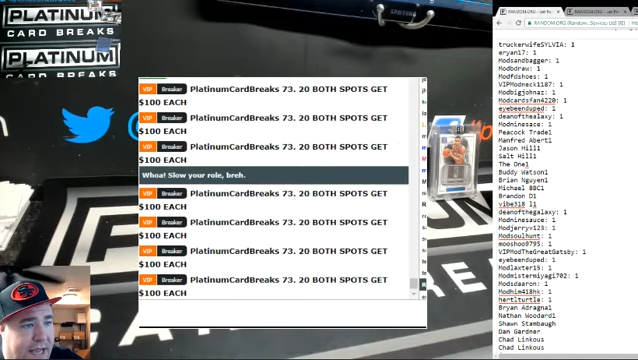 PLATINUM
CARD BREAKS
PLATINUM
CARD BREAKS
SAMSUNG
VIP Breaker PlatinumCardBreaks 73. 20 BOTH SPOTS GET
$100 EACH
VIP Breaker PlatinumCardBreaks 73. 20 BOTH SPOTS GET
$100 EACH
VIP Breaker PlatinumCardBreaks 73. 20 BOTH SPOTS GET
$100 EACH
Whoa! Slow your role, breh.
VIP Breaker PlatinumCardBreaks 73. 20 BOTH SPOTS GET
$100 EACH
VIP Breaker PlatinumCardBreaks 73. 20 BOTH SPOTS GET
$100 EACH
VIP Breaker PlatinumCardBreaks 73. 20 BOTH SPOTS GET
$100 EACH
VIP Breaker PlatinumCardBreaks 73. 20 BOTH SPOTS GET
$100 EACH
truckerwifeSYLVIA: 1
eryan17: 1
Modsandbagger: 1
Modbdraw: 1
Modfdshoes: 1
VIPModneck1187: 1
Modbigjohnaz: 1
Modcardsfan4220: 1
eyebeenduped: 1
deanofthegalaxy: 1
Modninesace: 1
Peacock Trade1
Manfred Abert1
Jason Hill1
Salt Hill1
The One1
Buddy Watson1
Brian Nguyen1
Michael BBC1
Brandon D1
vibe318 l1
deanofthegalaxy: 1
Modninesauce: 1
Modjerryv123: 1
Modsoulhunt: 1
mooshoo9795: 1
VIPModTheGreatGatsby: 1
eyebeenduped: 1
Modlaxter15: 1
Modmistermiyagi702: 1
Modsdaaron: 1
Modhim418hk: 1
hertlturtle: 1
Bryan Adragna1
Nathan Woodard1
Shawn Stambaugh
Dan Gardner
Chad Linkous
Chad Linkous